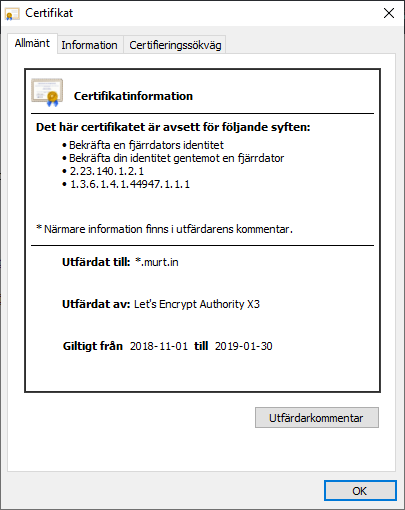 Certifikat
Allmänt Information Certifieringssökväg
Certifikatinformation
Det här certifikatet är avsett för följande syften:
• Bekräfta en fjärrdators identitet
• Bekräfta din identitet gentemot en fjärrdator
• 2.23.140.1.2.1
• 1.3.6.1.4.1.44947.1.1.1
* Närmare information finns i utfärdarens kommentar.
Utfärdat till: *.murt.in
Utfärdat av: Let's Encrypt Authority X3
Giltigt från 2018-11-01 till 2019-01-30
Utfärdarkommentar
OK